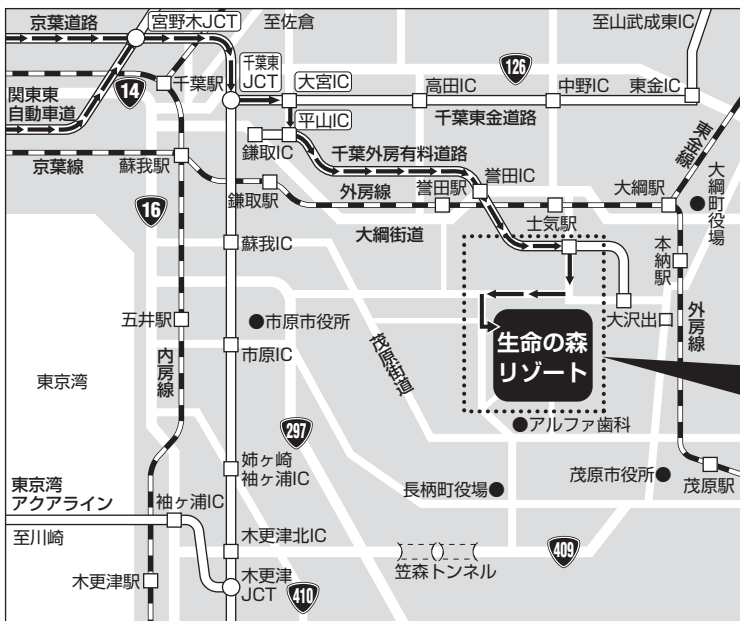 京葉道路
宮野木JCT
至佐倉
至山武成東IC
千葉東
JCT
14
千葉駅
大宮IC
126
高田IC
中野IC
東金IC
関東東
自動車道
平山IC
千葉東金道路
東金線
京葉線
蘇我駅
鎌取IC
千葉外房有料道路
誉田IC
誉田駅
大綱駅
大綱町役場
16
鎌取駅
外房線
大綱街道
士気駅
本納駅
蘇我IC
五井駅
市原市役所
大沢出口
外房線
内房線
市原IC
茂原街道
生命の森
リゾート
東京湾
アルファ歯科
297
姉ヶ崎
袖ヶ浦IC
長柄町役場
茂原市役所
茂原駅
東京湾
アクアライン
袖ヶ浦IC
至川崎
木更津北IC
409
笠森トンネル
木更津駅
木更津
JCT
410